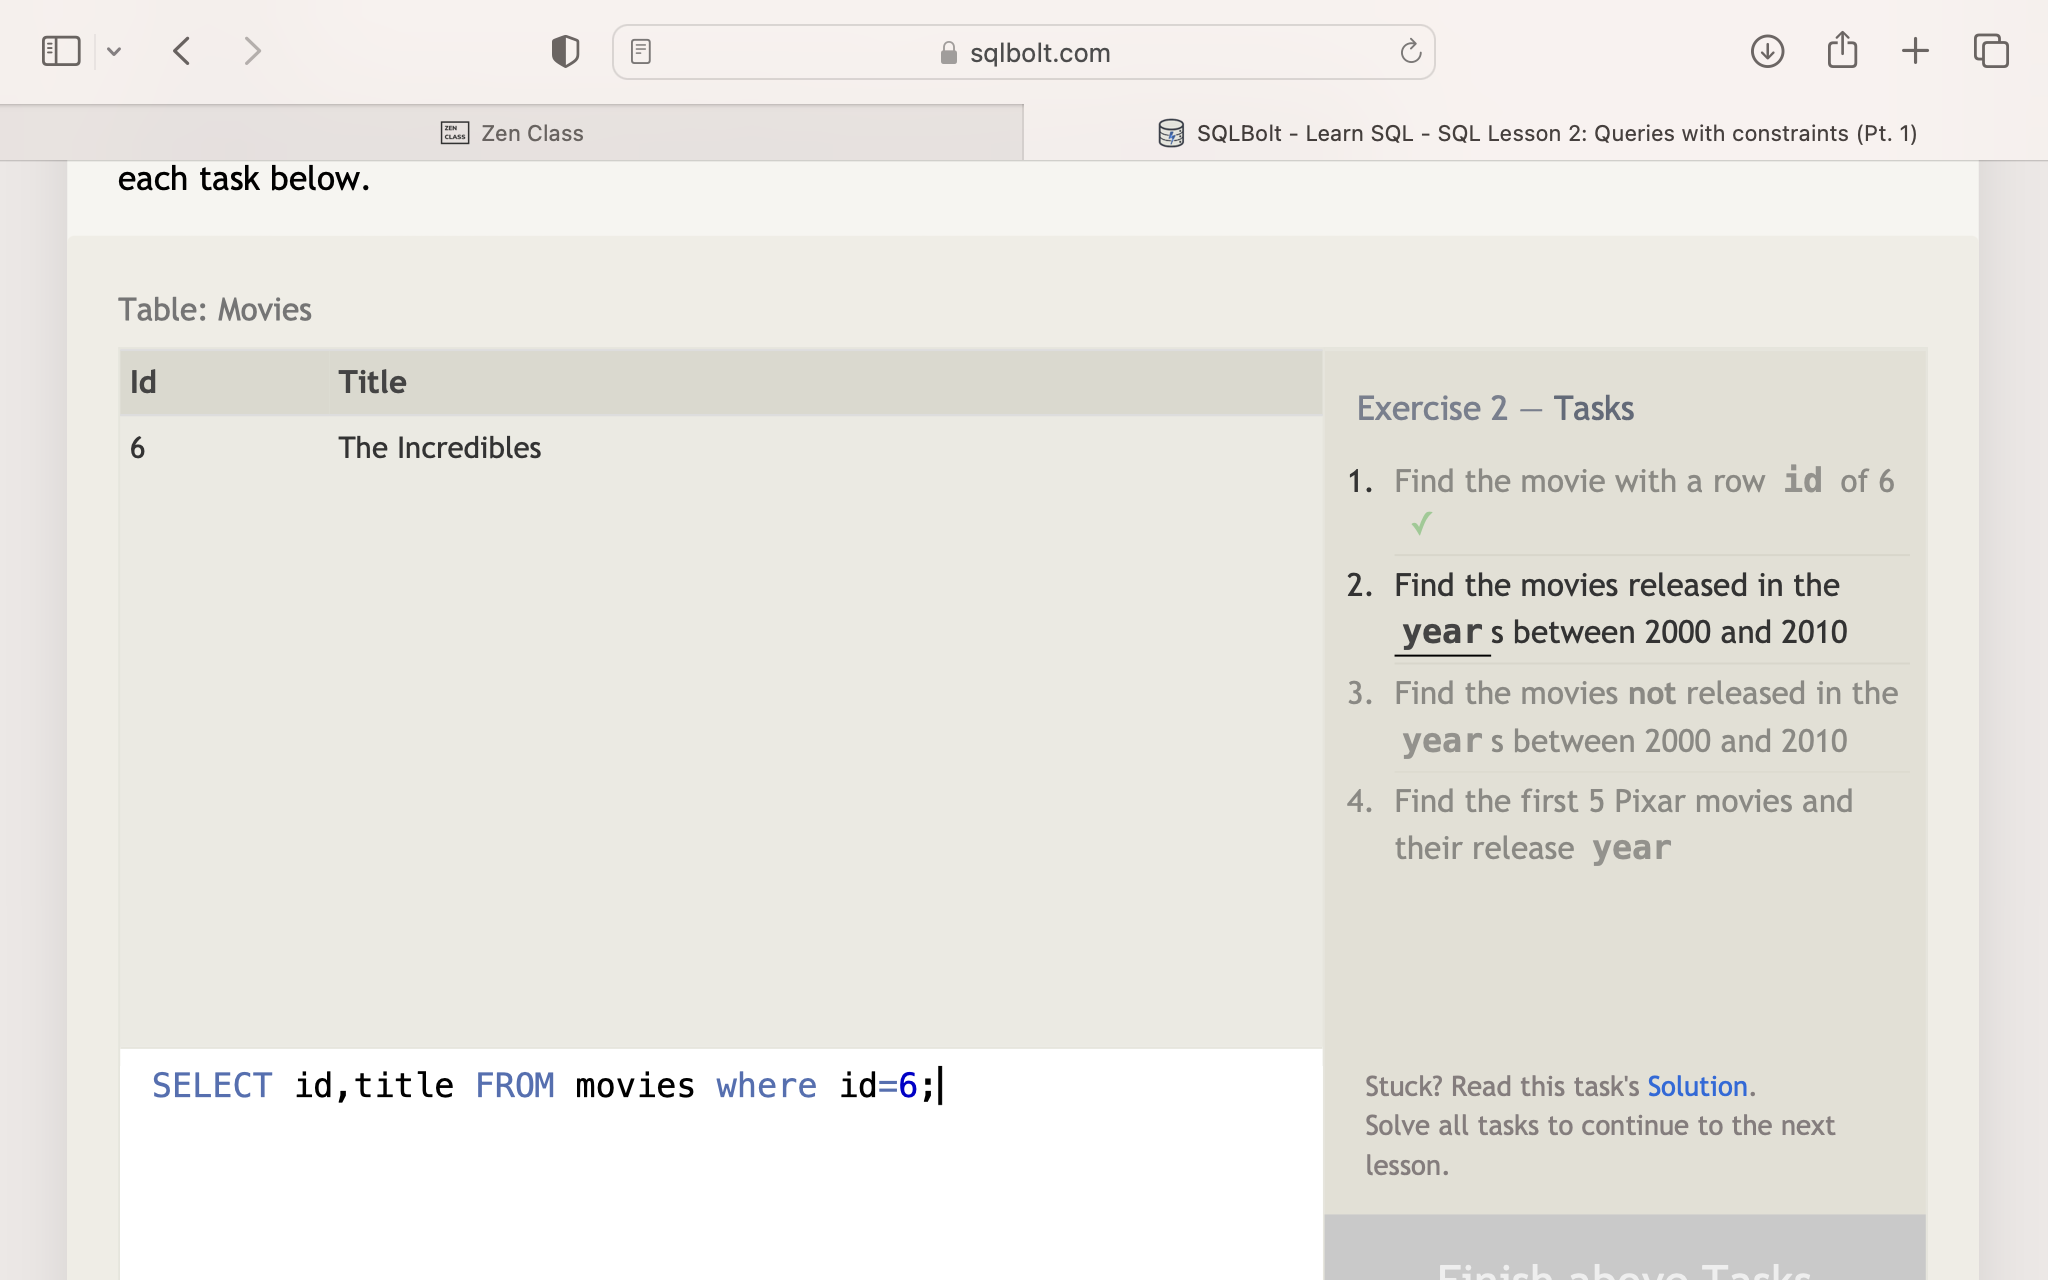 sqlbolt.com
ZEN CLASS Zen Class
SQLBolt - Learn SQL - SQL Lesson 2: Queries with constraints (Pt. 1)
each task below.
Table: Movies
Id Title
6 The Incredibles
Exercise 2 — Tasks
1. Find the movie with a row id of 6
✓
2. Find the movies released in the
year s between 2000 and 2010
3. Find the movies not released in the
year s between 2000 and 2010
4. Find the first 5 Pixar movies and
their release year
SELECT id,title FROM movies where id=6;
Stuck? Read this task's Solution.
Solve all tasks to continue to the next
lesson.
Finish above Tasks